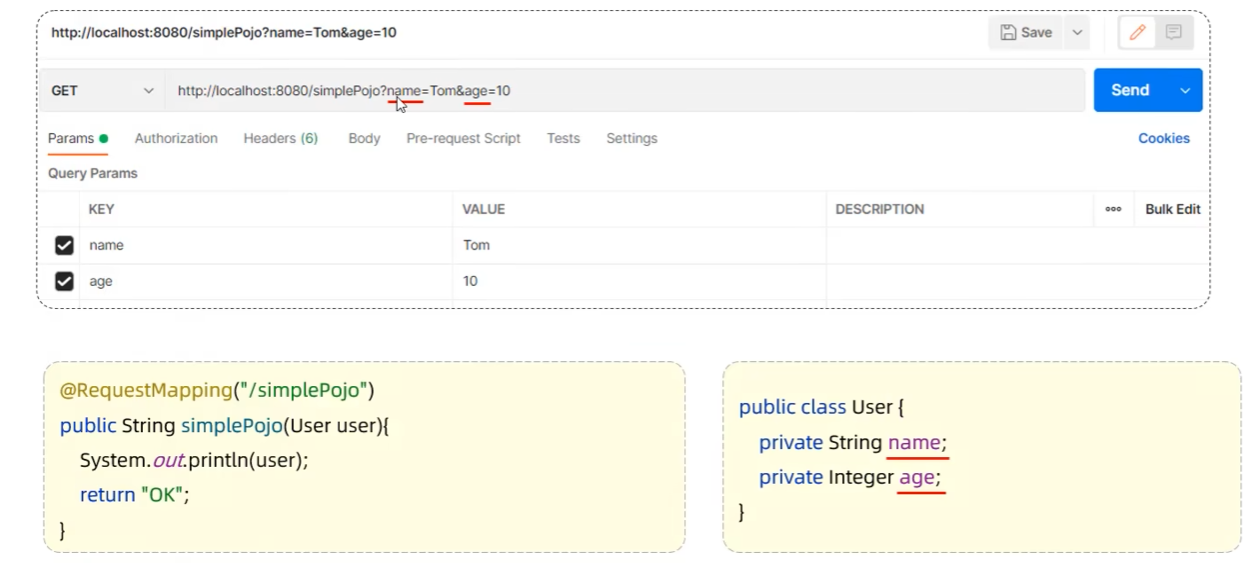 http://localhost:8080/simplePojo?name=Tom&age=10
Save
GET
http://localhost:8080/simplePojo?name=Tom&age=10
Send
Params Authorization Headers (6) Body Pre-request Script Tests Settings Cookies
Query Params
KEY VALUE DESCRIPTION ooo Bulk Edit
name Tom
age 10
@RequestMapping("/simplePojo")
public String simplePojo(User user){
System.out.println(user);
return "OK";
}
public class User {
private String name;
private Integer age;
}